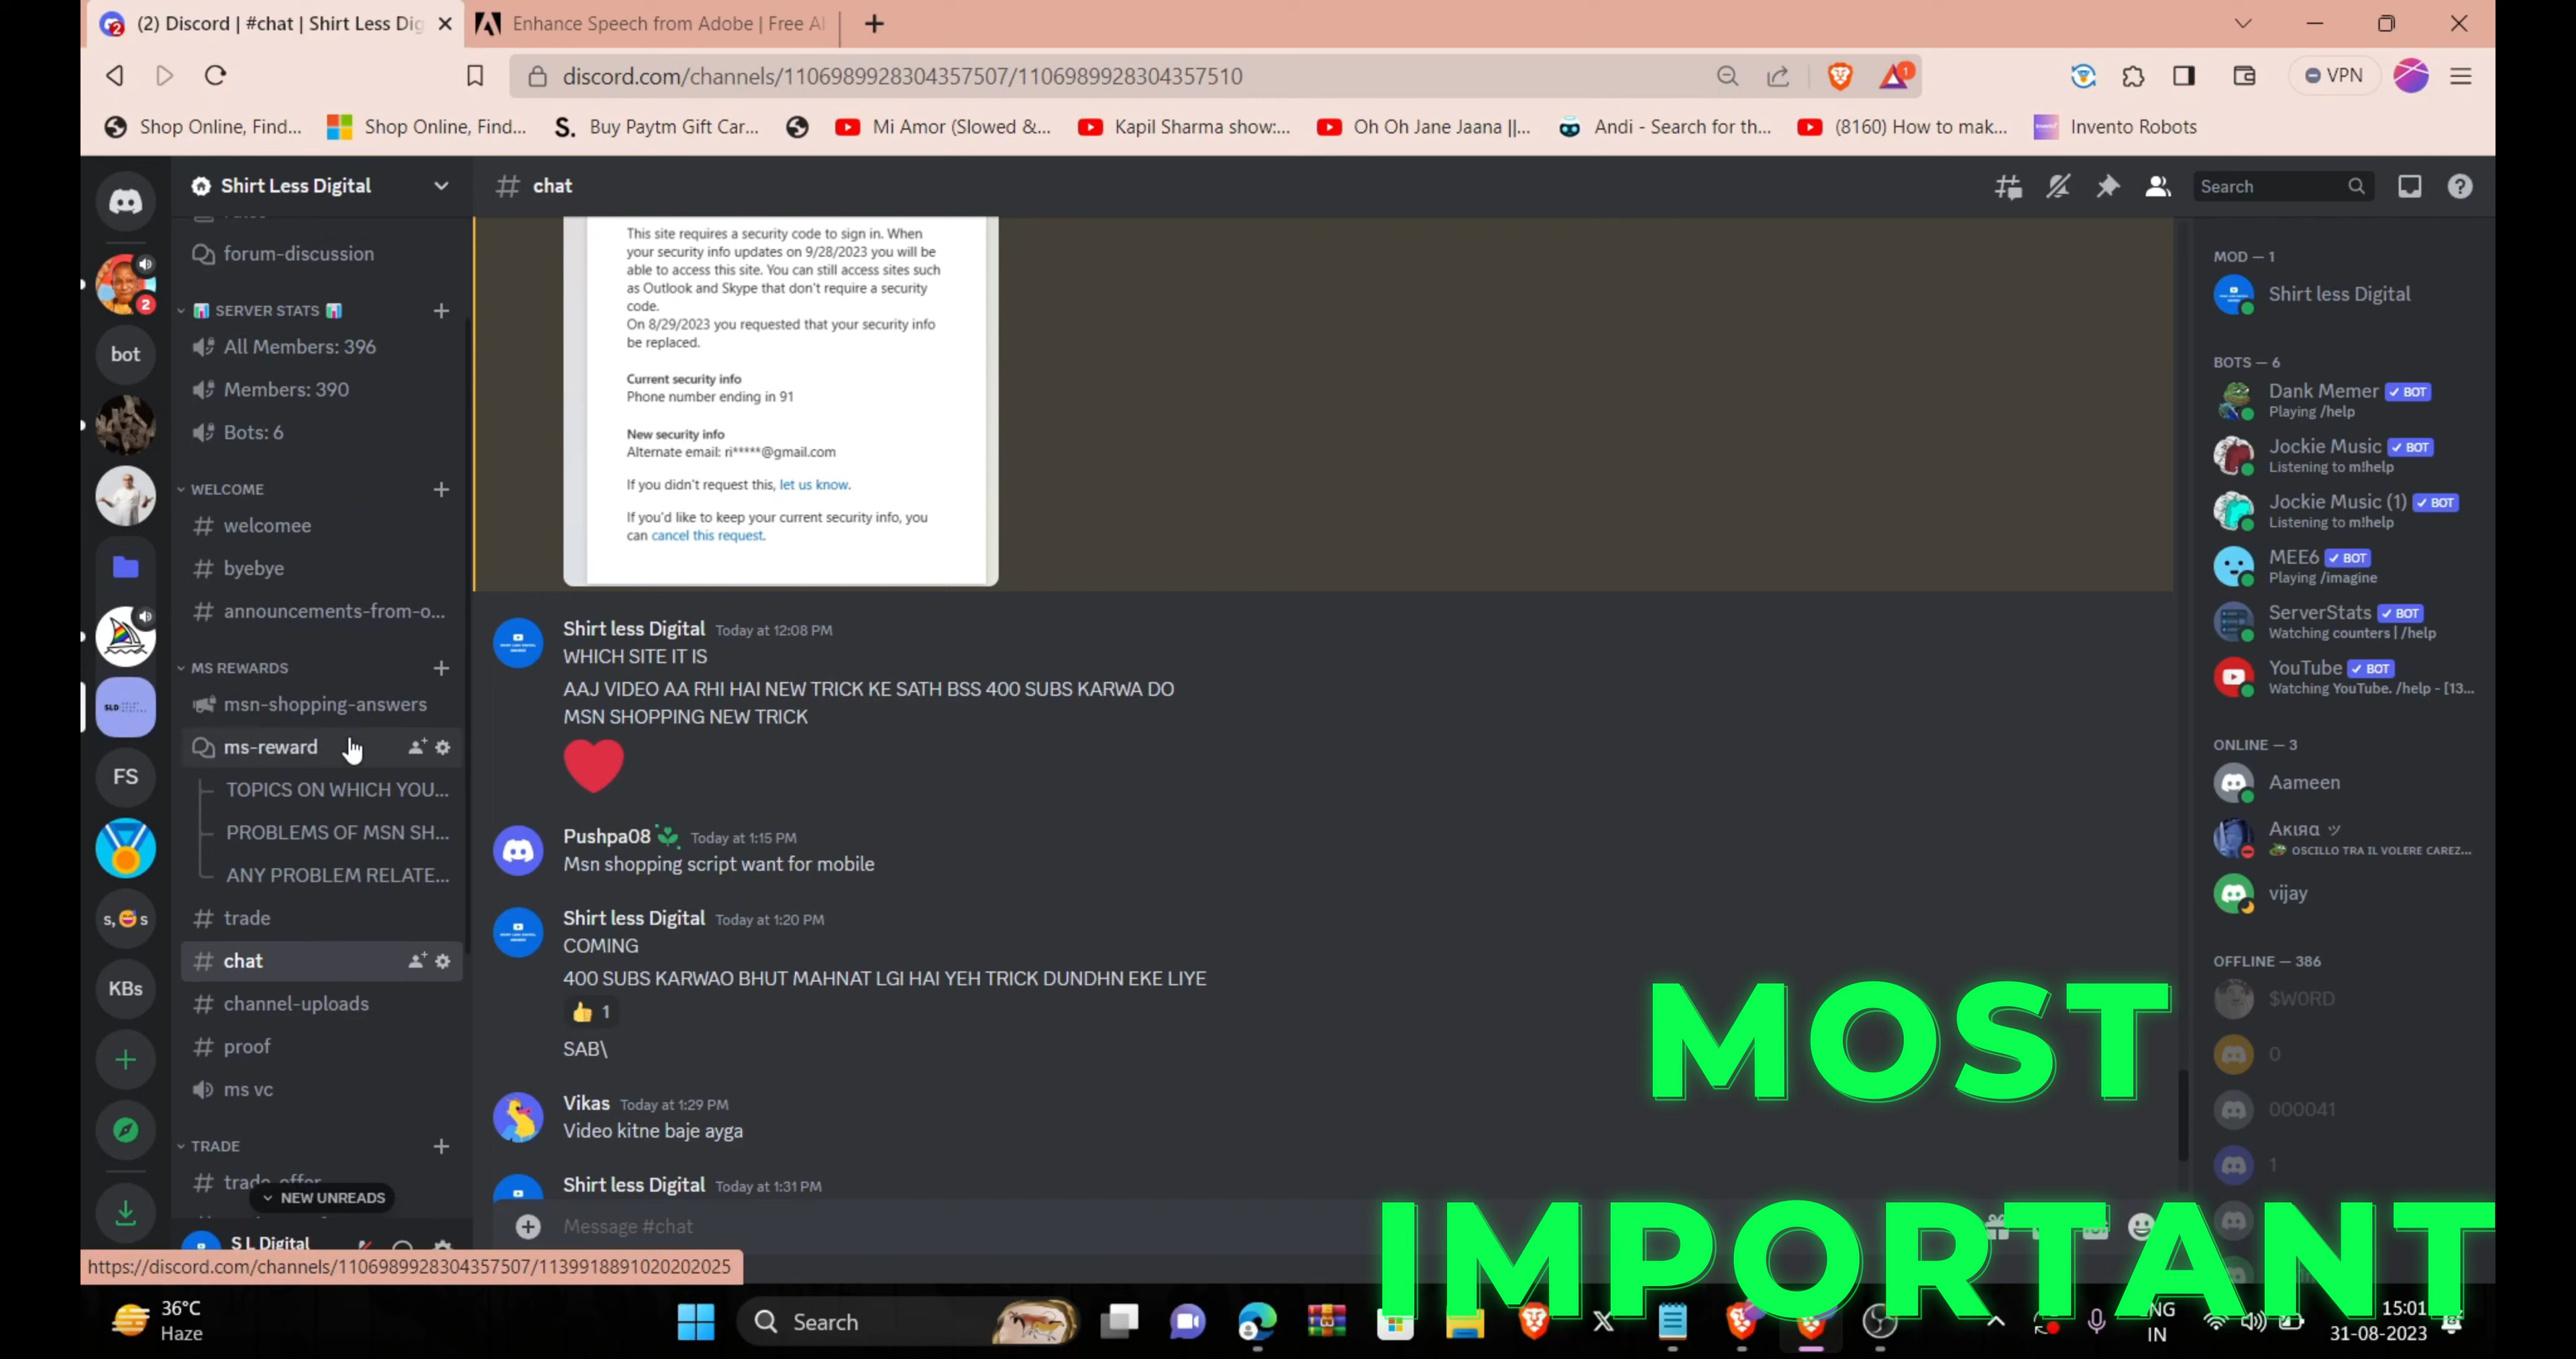 (2) Discord | #chat | Shirt Less Dig
Enhance Speech from Adobe | Free AI
discord.com/channels/1106989928304357507/1106989928304357510
1
VPN
Shop Online, Find...
Shop Online, Find...
S. Buy Paytm Gift Car...
Mi Amor (Slowed &...
Kapil Sharma show:...
Oh Oh Jane Jaana ||...
Andi - Search for th...
(8160) How to mak...
Invento Robots
2
bot
SLD
FS
s, 😅 s
KBs
Shirt Less Digital
forum-discussion
📊 SERVER STATS 📊
All Members: 396
Members: 390
Bots: 6
WELCOME
# welcomee
# byebye
# announcements-from-o...
MS REWARDS
msn-shopping-answers
ms-reward
TOPICS ON WHICH YOU...
PROBLEMS OF MSN SH...
ANY PROBLEM RELATE...
# trade
# chat
# channel-uploads
# proof
ms vc
TRADE
NEW UNREADS
S L Digital
https://discord.com/channels/1106989928304357507/1139918891020202025
# chat
Search
This site requires a security code to sign in. When
your security info updates on 9/28/2023 you will be
able to access this site. You can still access sites such
as Outlook and Skype that don't require a security
code.
On 8/29/2023 you requested that your security info
be replaced.
Current security info
Phone number ending in 91
New security info
Alternate email: ri*****@gmail.com
If you didn't request this, let us know.
If you'd like to keep your current security info, you
can cancel this request.
Shirt less Digital Today at 12:08 PM
WHICH SITE IT IS
AAJ VIDEO AA RHI HAI NEW TRICK KE SATH BSS 400 SUBS KARWA DO
MSN SHOPPING NEW TRICK
Pushpa08 Today at 1:15 PM
Msn shopping script want for mobile
Shirt less Digital Today at 1:20 PM
COMING
400 SUBS KARWAO BHUT MAHNAT LGI HAI YEH TRICK DUNDHN EKE LIYE
👍 1
SAB\
Vikas Today at 1:29 PM
Video kitne baje ayga
Shirt less Digital Today at 1:31 PM
Message #chat
MOD — 1
Shirt less Digital
BOTS — 6
Dank Memer ✓ BOT
Playing /help
Jockie Music ✓ BOT
Listening to m!help
Jockie Music (1) ✓ BOT
Listening to m!help
MEE6 ✓ BOT
Playing /imagine
ServerStats ✓ BOT
Watching counters | /help
YouTube ✓ BOT
Watching YouTube. /help - [13...
ONLINE — 3
Aameen
Aкιяα ツ
OSCILLO TRA IL VOLERE CAREZ...
vijay
OFFLINE — 386
$W0RD
0
000041
1
MOST
IMPORTANT
36°C
Haze
Search
ENG
IN
15:01
31-08-2023